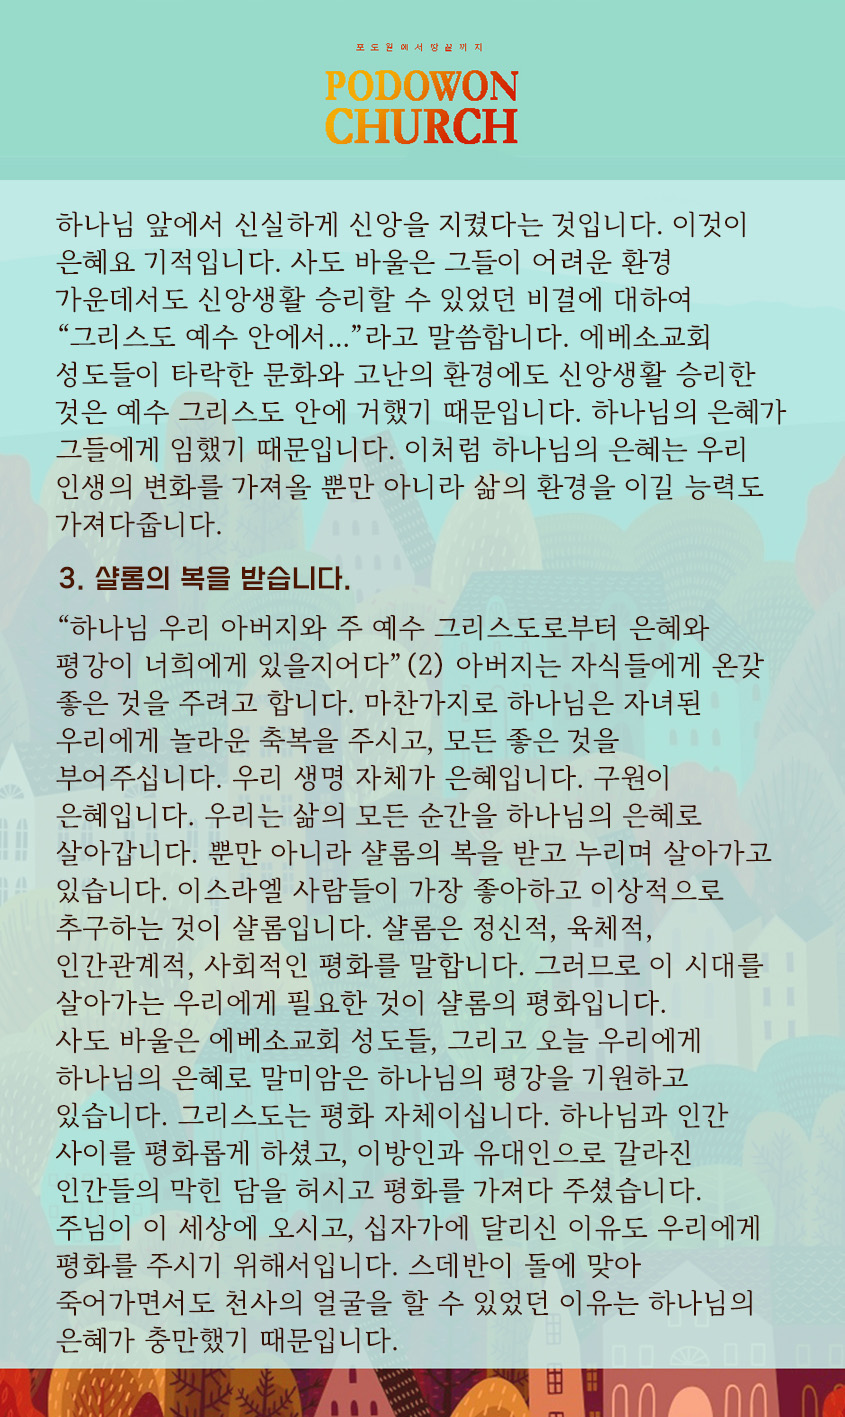 포도원에서땅끝까지
PODOWON
CHURCH
하나님 앞에서 신실하게 신앙을 지켰다는 것입니다. 이것이
은혜요 기적입니다. 사도 바울은 그들이 어려운 환경
가운데서도 신앙생활 승리할 수 있었던 비결에 대하여
“그리스도 예수 안에서...”라고 말씀합니다. 에베소교회
성도들이 타락한 문화와 고난의 환경에도 신앙생활 승리한
것은 예수 그리스도 안에 거했기 때문입니다. 하나님의 은혜가
그들에게 임했기 때문입니다. 이처럼 하나님의 은혜는 우리
인생의 변화를 가져올 뿐만 아니라 삶의 환경을 이길 능력도
가져다줍니다.
3. 샬롬의 복을 받습니다.
“하나님 우리 아버지와 주 예수 그리스도로부터 은혜와
평강이 너희에게 있을지어다”(2) 아버지는 자식들에게 온갖
좋은 것을 주려고 합니다. 마찬가지로 하나님은 자녀된
우리에게 놀라운 축복을 주시고, 모든 좋은 것을
부어주십니다. 우리 생명 자체가 은혜입니다. 구원이
은혜입니다. 우리는 삶의 모든 순간을 하나님의 은혜로
살아갑니다. 뿐만 아니라 샬롬의 복을 받고 누리며 살아가고
있습니다. 이스라엘 사람들이 가장 좋아하고 이상적으로
추구하는 것이 샬롬입니다. 샬롬은 정신적, 육체적,
인간관계적, 사회적인 평화를 말합니다. 그러므로 이 시대를
살아가는 우리에게 필요한 것이 샬롬의 평화입니다.
사도 바울은 에베소교회 성도들, 그리고 오늘 우리에게
하나님의 은혜로 말미암은 하나님의 평강을 기원하고
있습니다. 그리스도는 평화 자체이십니다. 하나님과 인간
사이를 평화롭게 하셨고, 이방인과 유대인으로 갈라진
인간들의 막힌 담을 허시고 평화를 가져다 주셨습니다.
주님이 이 세상에 오시고, 십자가에 달리신 이유도 우리에게
평화를 주시기 위해서입니다. 스데반이 돌에 맞아
죽어가면서도 천사의 얼굴을 할 수 있었던 이유는 하나님의
은혜가 충만했기 때문입니다.